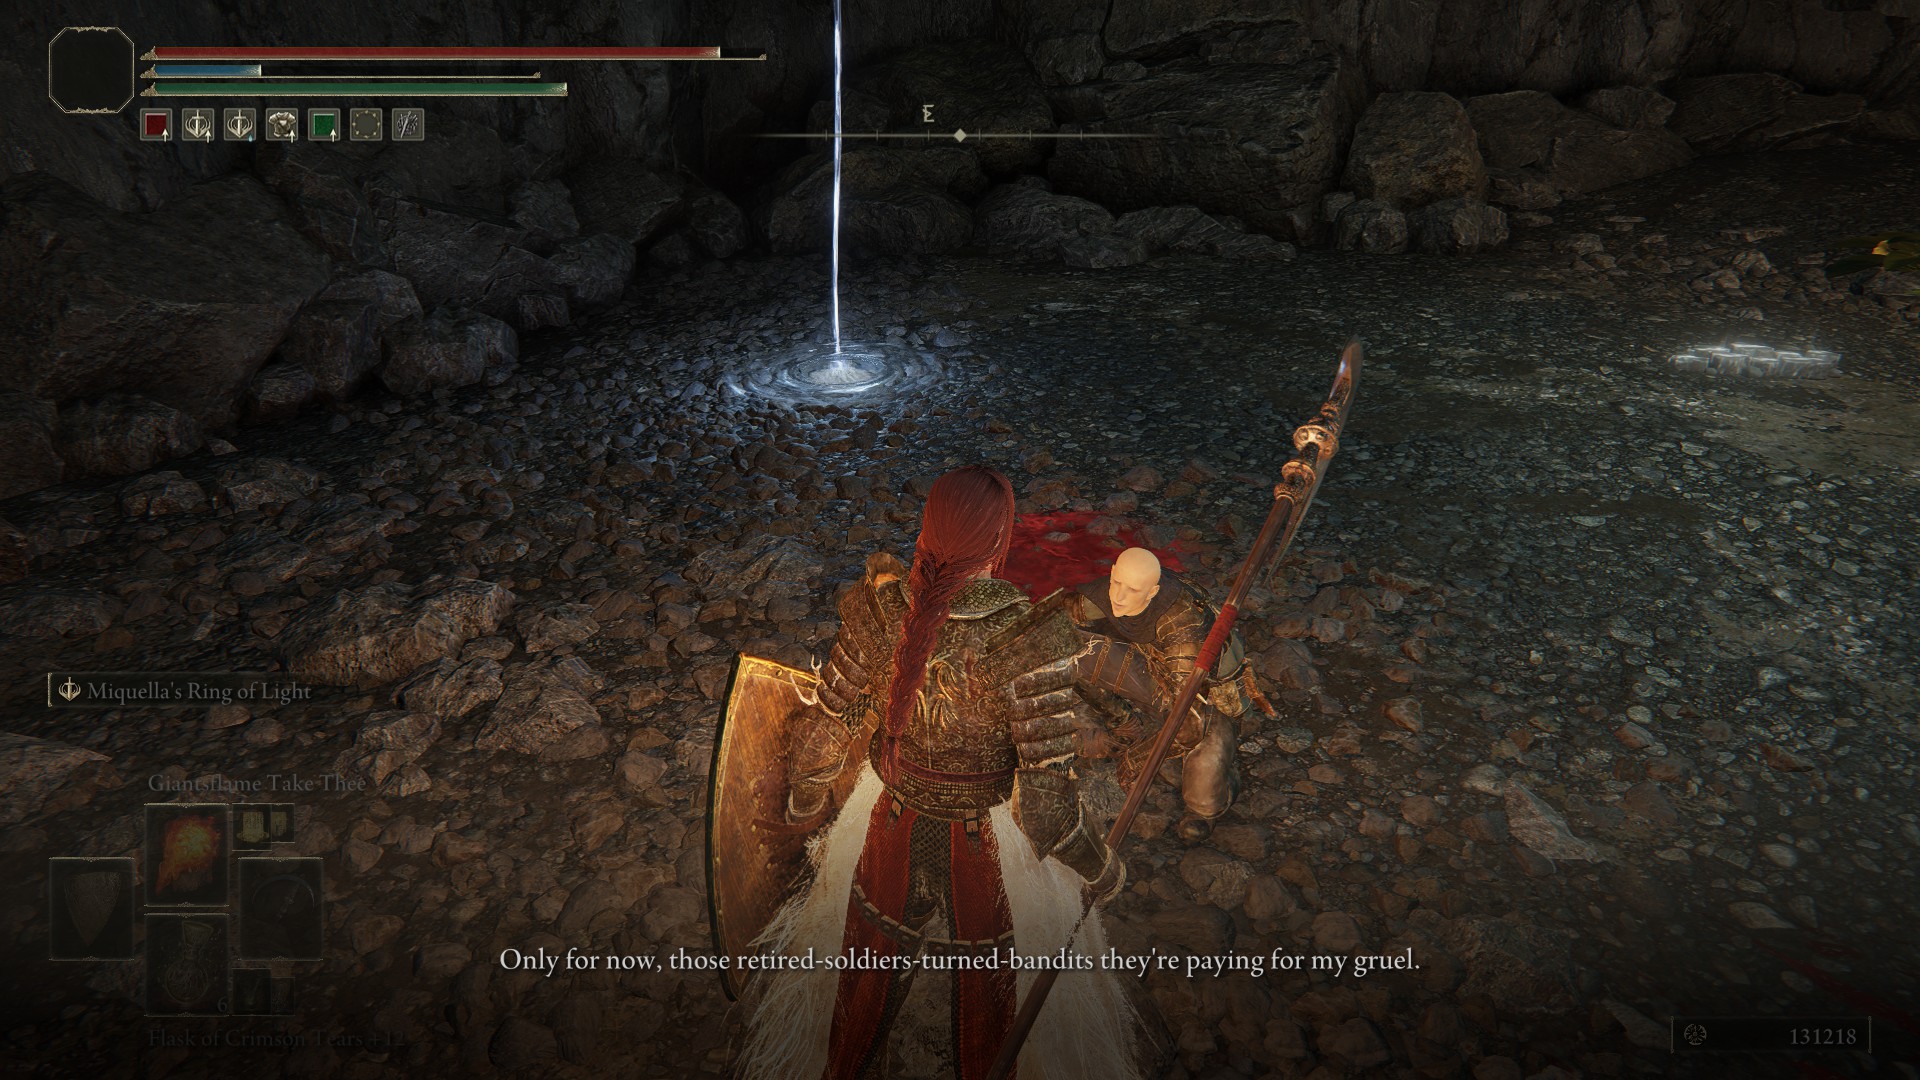 E
Miquella's Ring of Light
Giantsflame Take Thee
Only for now, those retired-soldiers-turned-bandits they're paying for my gruel.
6
Flask of Crimson Tears +12
131218